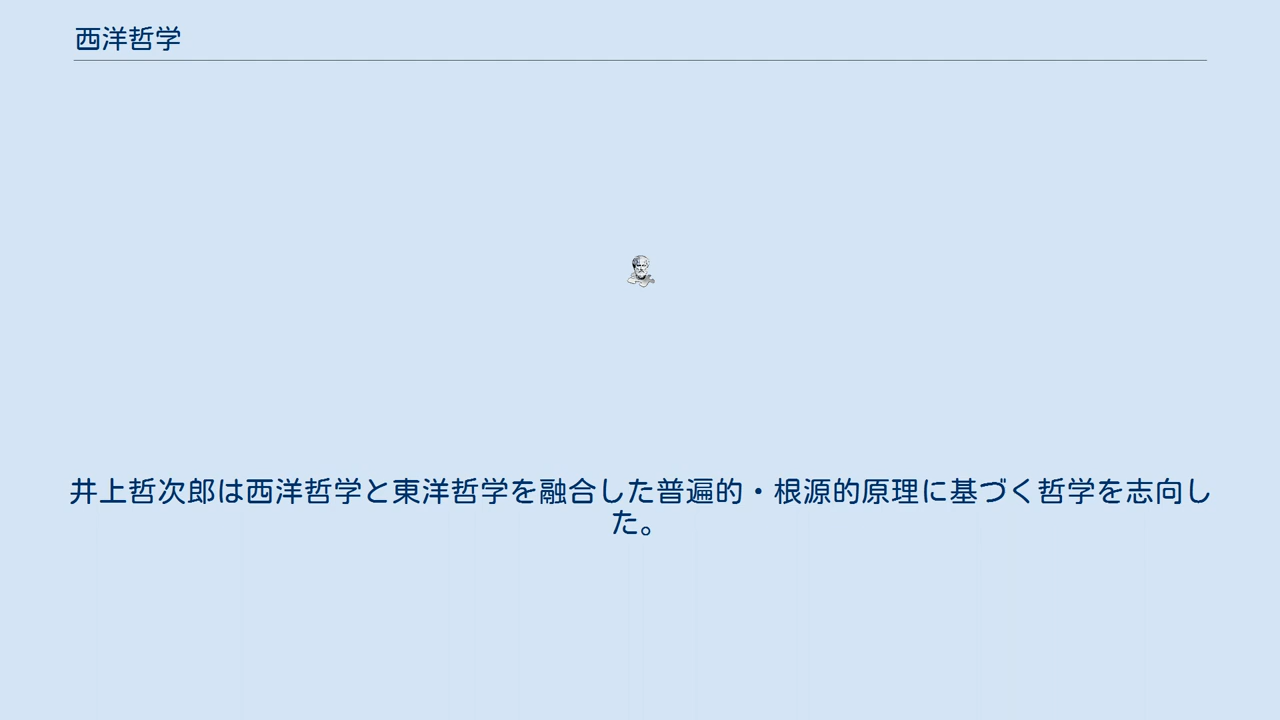 西洋哲学
井上哲次郎は西洋哲学と東洋哲学を融合した普遍的・根源的原理に基づく哲学を志向し
た。